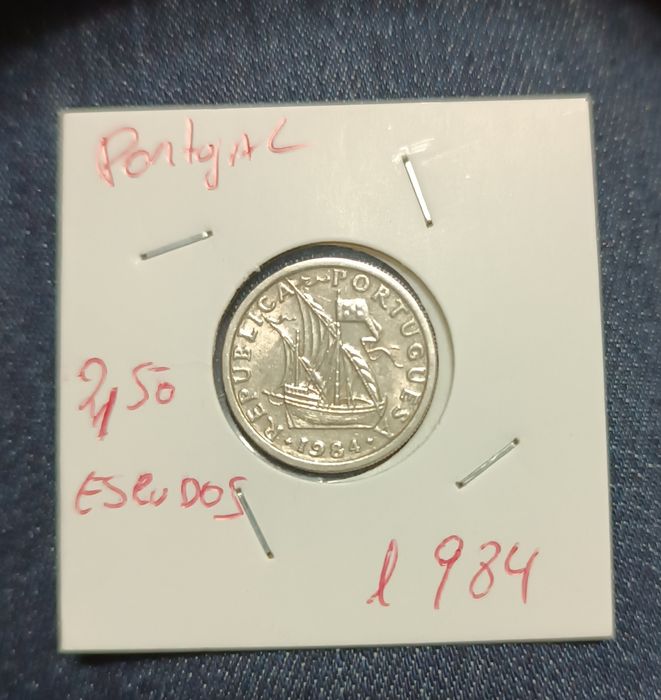 Portugal
REPUBLICA PORTUGUESA
• 1984 •
2,50
ESCUDOS
1984